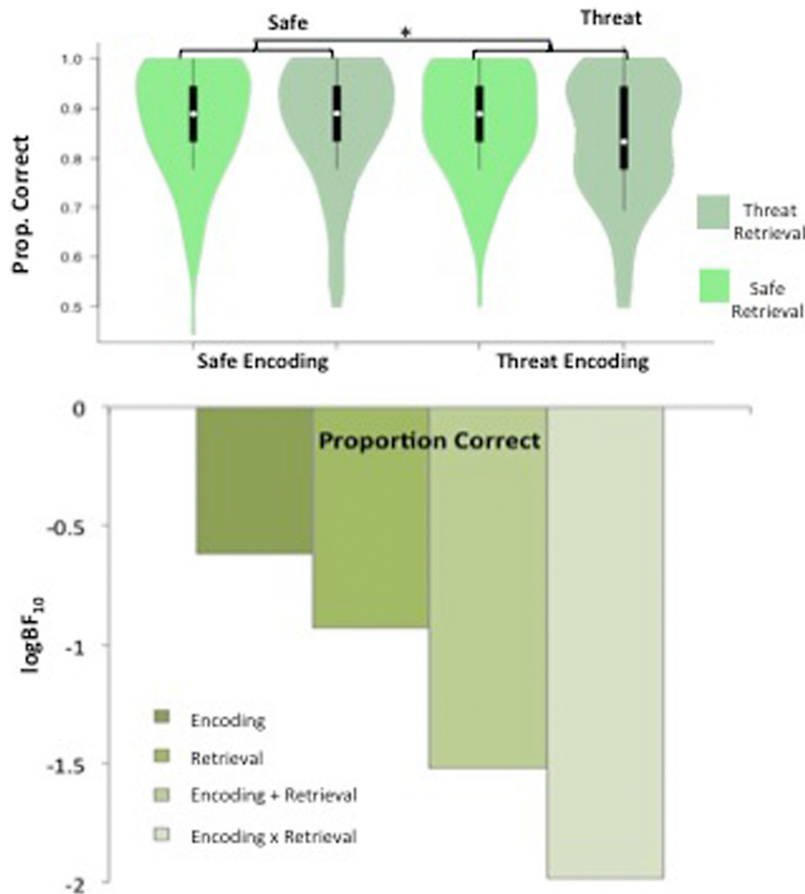 Safe
Threat
*
1.0
0.9
0.8
0.7
0.6
0.5
Prop. Correct
Threat
Retrieval
Safe
Retrieval
Safe Encoding
Threat Encoding
0
Proportion Correct
-0.5
-1
-1.5
-2
logBF10
Encoding
Retrieval
Encoding + Retrieval
Encoding x Retrieval